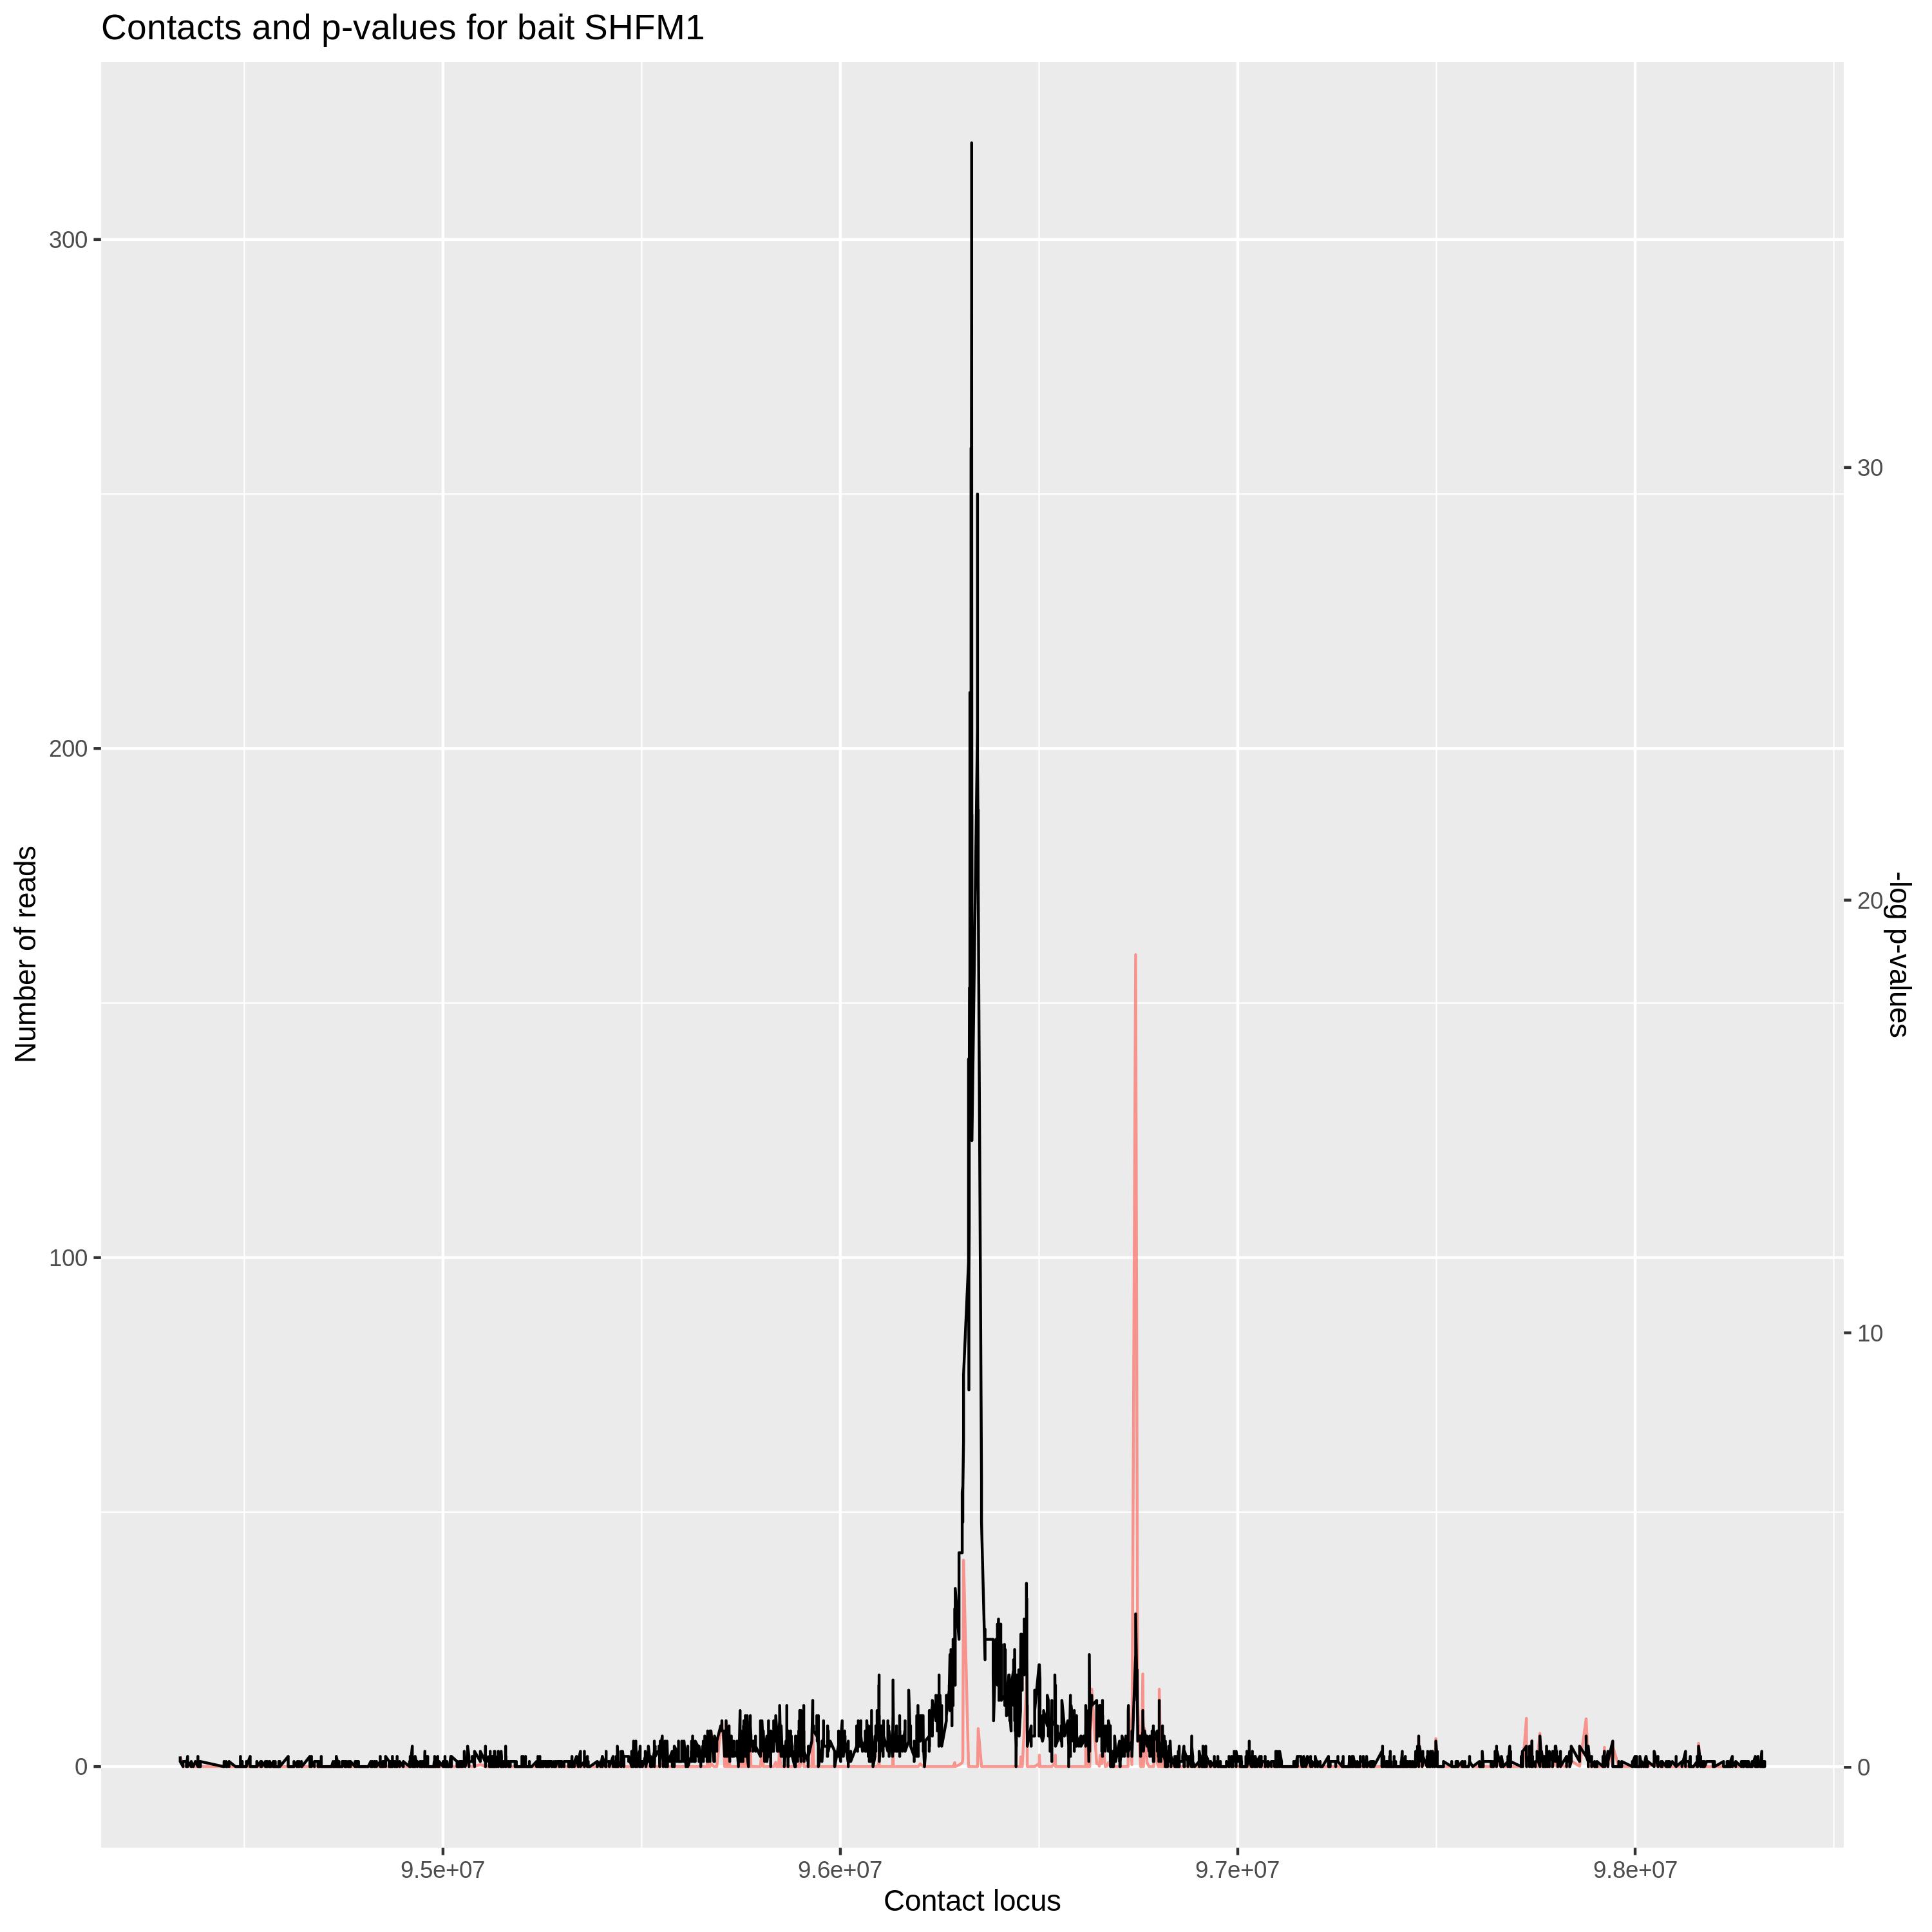 Contacts and p-values for bait SHFM1
300
200
100
0
Number of reads
30
20
10
0
-log p-values
9.5e+07 9.6e+07 9.7e+07 9.8e+07
Contact locus